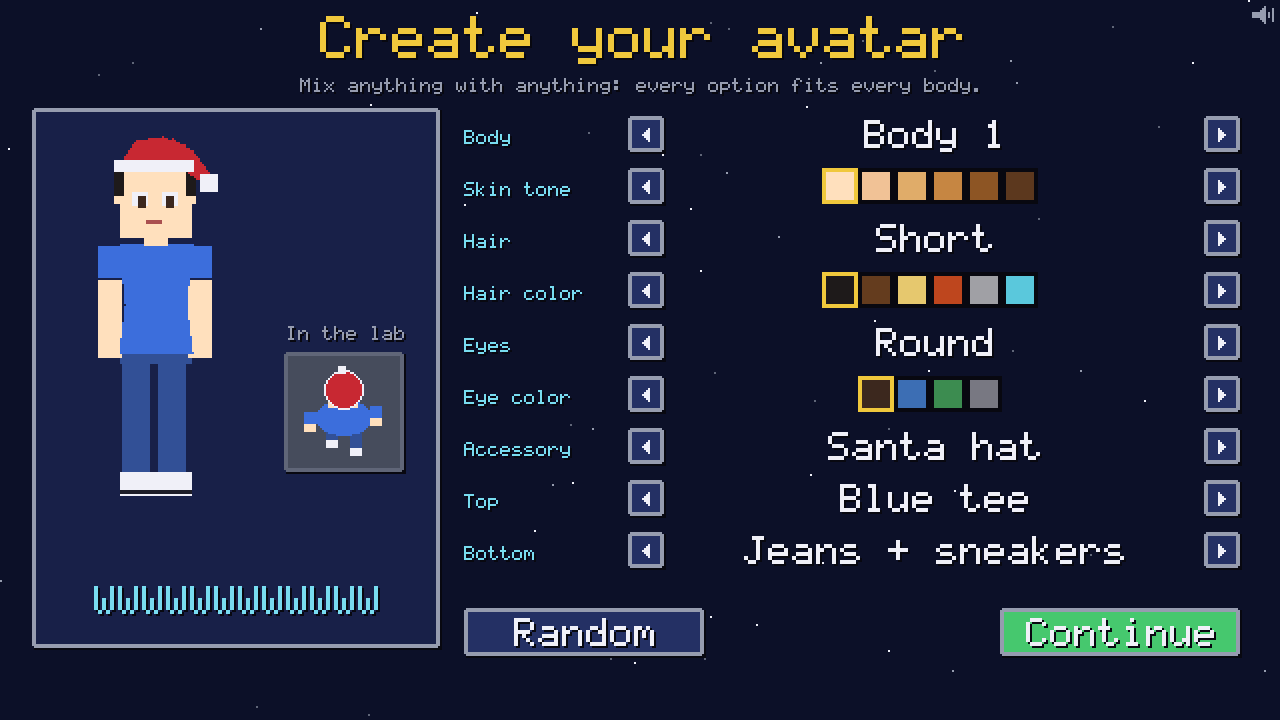 Create your avatar
Mix anything with anything: every option fits every body.
Body
Body 1
Skin tone
Hair
Short
Hair color
In the lab
Eyes
Round
Eye color
Accessory
Santa hat
Top
Blue tee
Bottom
Jeans + sneakers
WWWWWWWWWWWW
Random
Continue